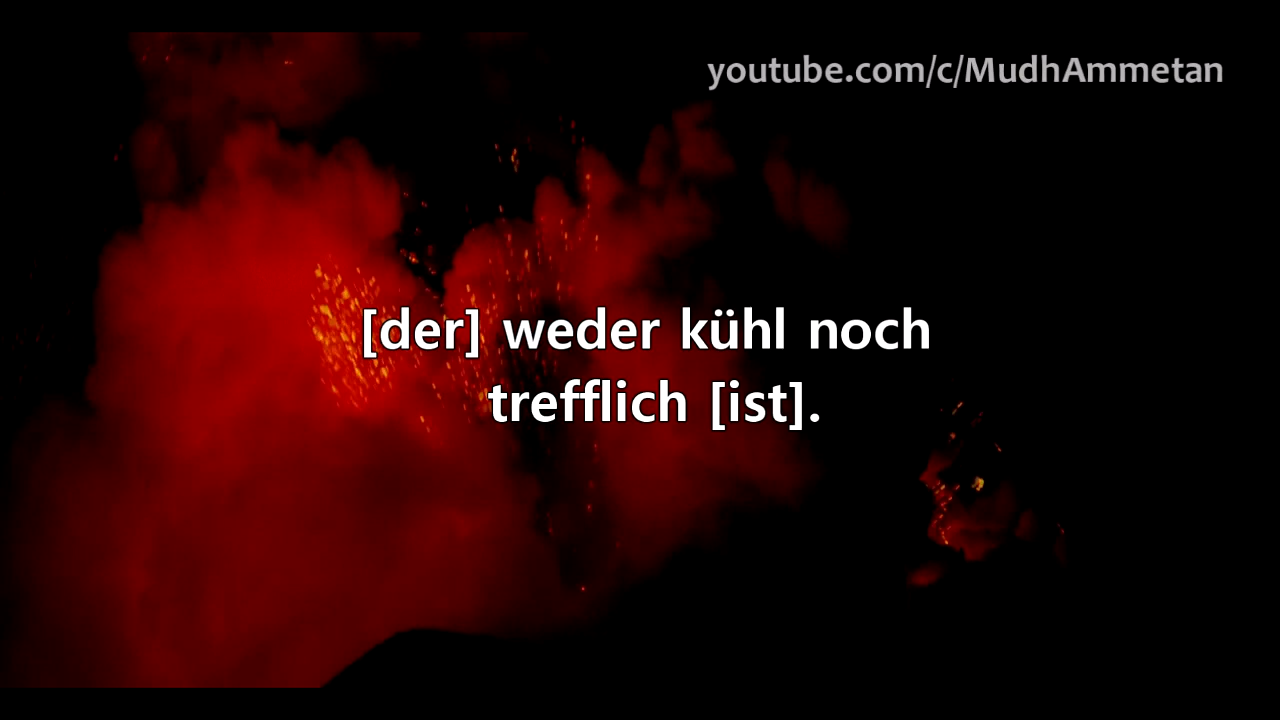 youtube.com/c/MudhAmmetan
[der] weder kühl noch
trefflich [ist].